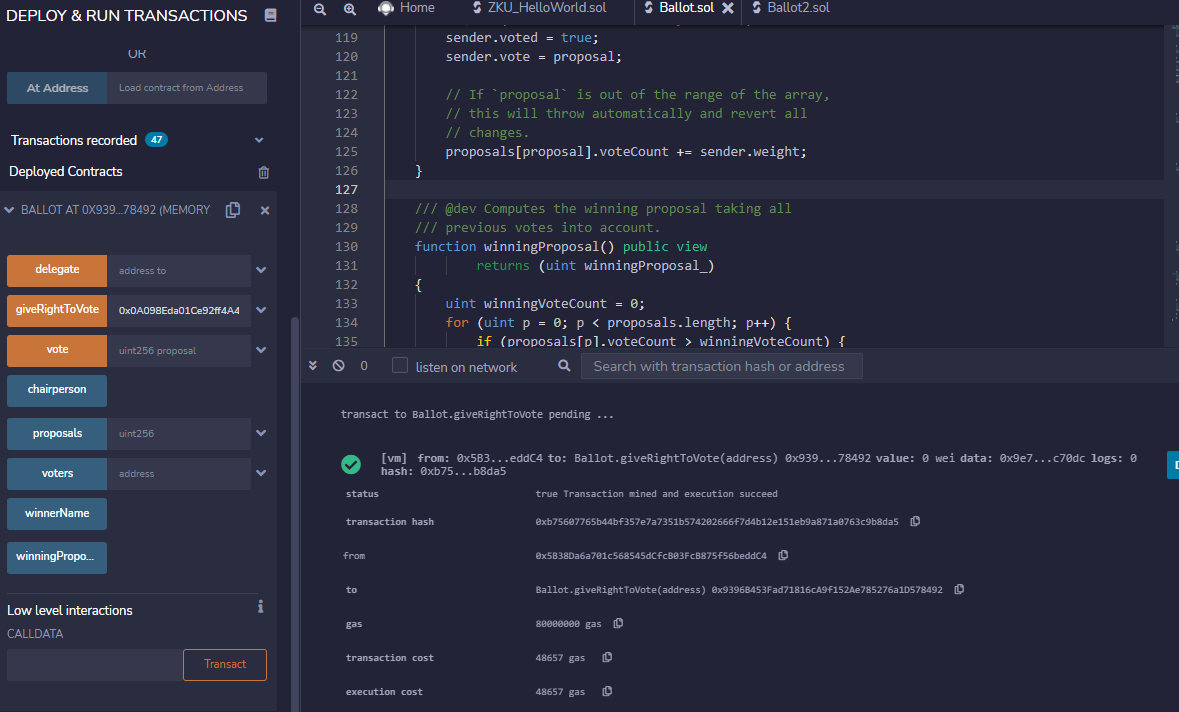 DEPLOY & RUN TRANSACTIONS
OR
At Address
Load contract from Address
Transactions recorded 47
Deployed Contracts
BALLOT AT 0X939...78492 (MEMORY
delegate
address to
giveRightToVote
0x0A098Eda01Ce92ff4A4
vote
uint256 proposal
chairperson
proposals
uint256
voters
address
winnerName
winningPropo...
Low level interactions
CALLDATA
Transact
Home
ZKU_HelloWorld.sol
Ballot.sol
Ballot2.sol
119 sender.voted = true;
120 sender.vote = proposal;
121
122 // If `proposal` is out of the range of the array,
123 // this will throw automatically and revert all
124 // changes.
125 proposals[proposal].voteCount += sender.weight;
126 }
127
128 /// @dev Computes the winning proposal taking all
129 /// previous votes into account.
130 function winningProposal() public view
131 returns (uint winningProposal_)
132 {
133 uint winningVoteCount = 0;
134 for (uint p = 0; p < proposals.length; p++) {
135 if (proposals[p].voteCount > winningVoteCount) {
0
listen on network
Search with transaction hash or address
transact to Ballot.giveRightToVote pending ...
[vm] from: 0x5B3...eddC4 to: Ballot.giveRightToVote(address) 0x939...78492 value: 0 wei data: 0x9e7...c70dc logs: 0
hash: 0xb75...b8da5
status true Transaction mined and execution succeed
transaction hash 0xb75607765b44bf357e7a7351b574202666f7d4b12e151eb9a871a0763c9b8da5
from 0x5B38Da6a701c568545dCfcB03FcB875f56beddC4
to Ballot.giveRightToVote(address) 0x9396B453Fad71816cA9f152Ae785276a1D578492
gas 80000000 gas
transaction cost 48657 gas
execution cost 48657 gas